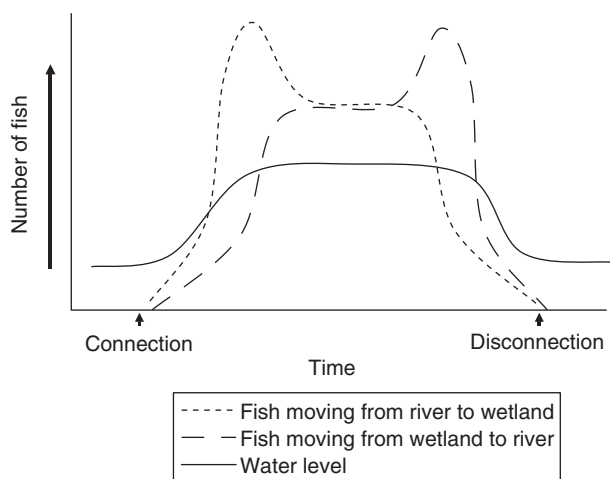 Number of fish
Connection
Disconnection
Time
Fish moving from river to wetland
Fish moving from wetland to river
Water level